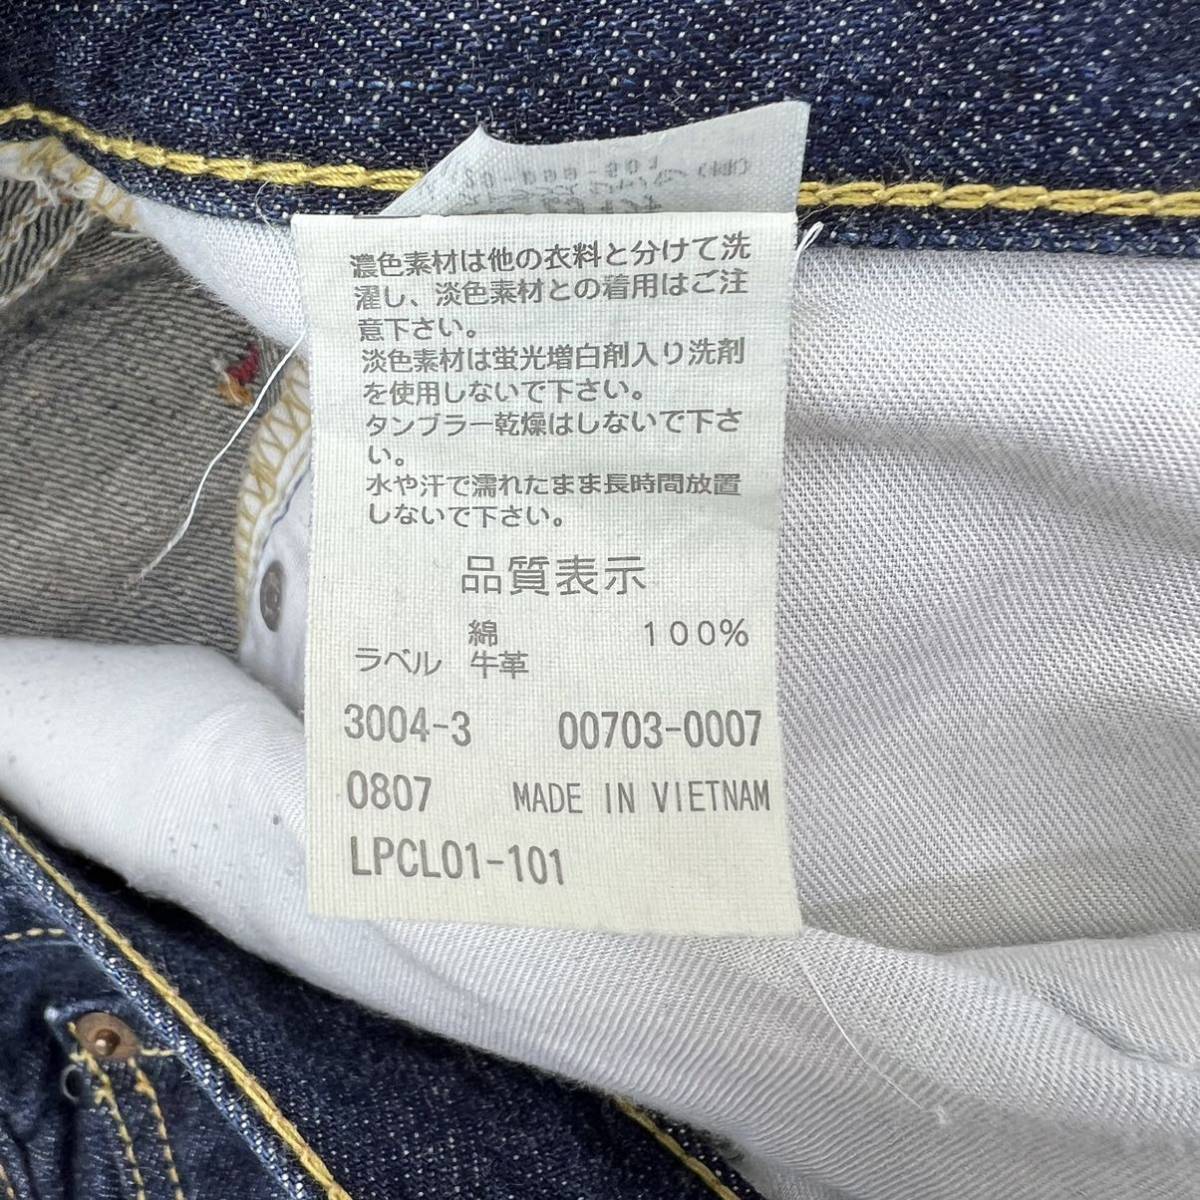 濃色素材は他の衣料と分けて洗
濯し、淡色素材との着用はご注
意下さい。
淡色素材は蛍光増白剤入り洗剤
を使用しないで下さい。
タンブラー乾燥はしないで下さ
い。
水や汗で濡れたまま長時間放置
しないで下さい。
品質表示
綿 100%
ラベル 牛革
3004-3 00703-0007
0807 MADE IN VIETNAM
LPCL01-101